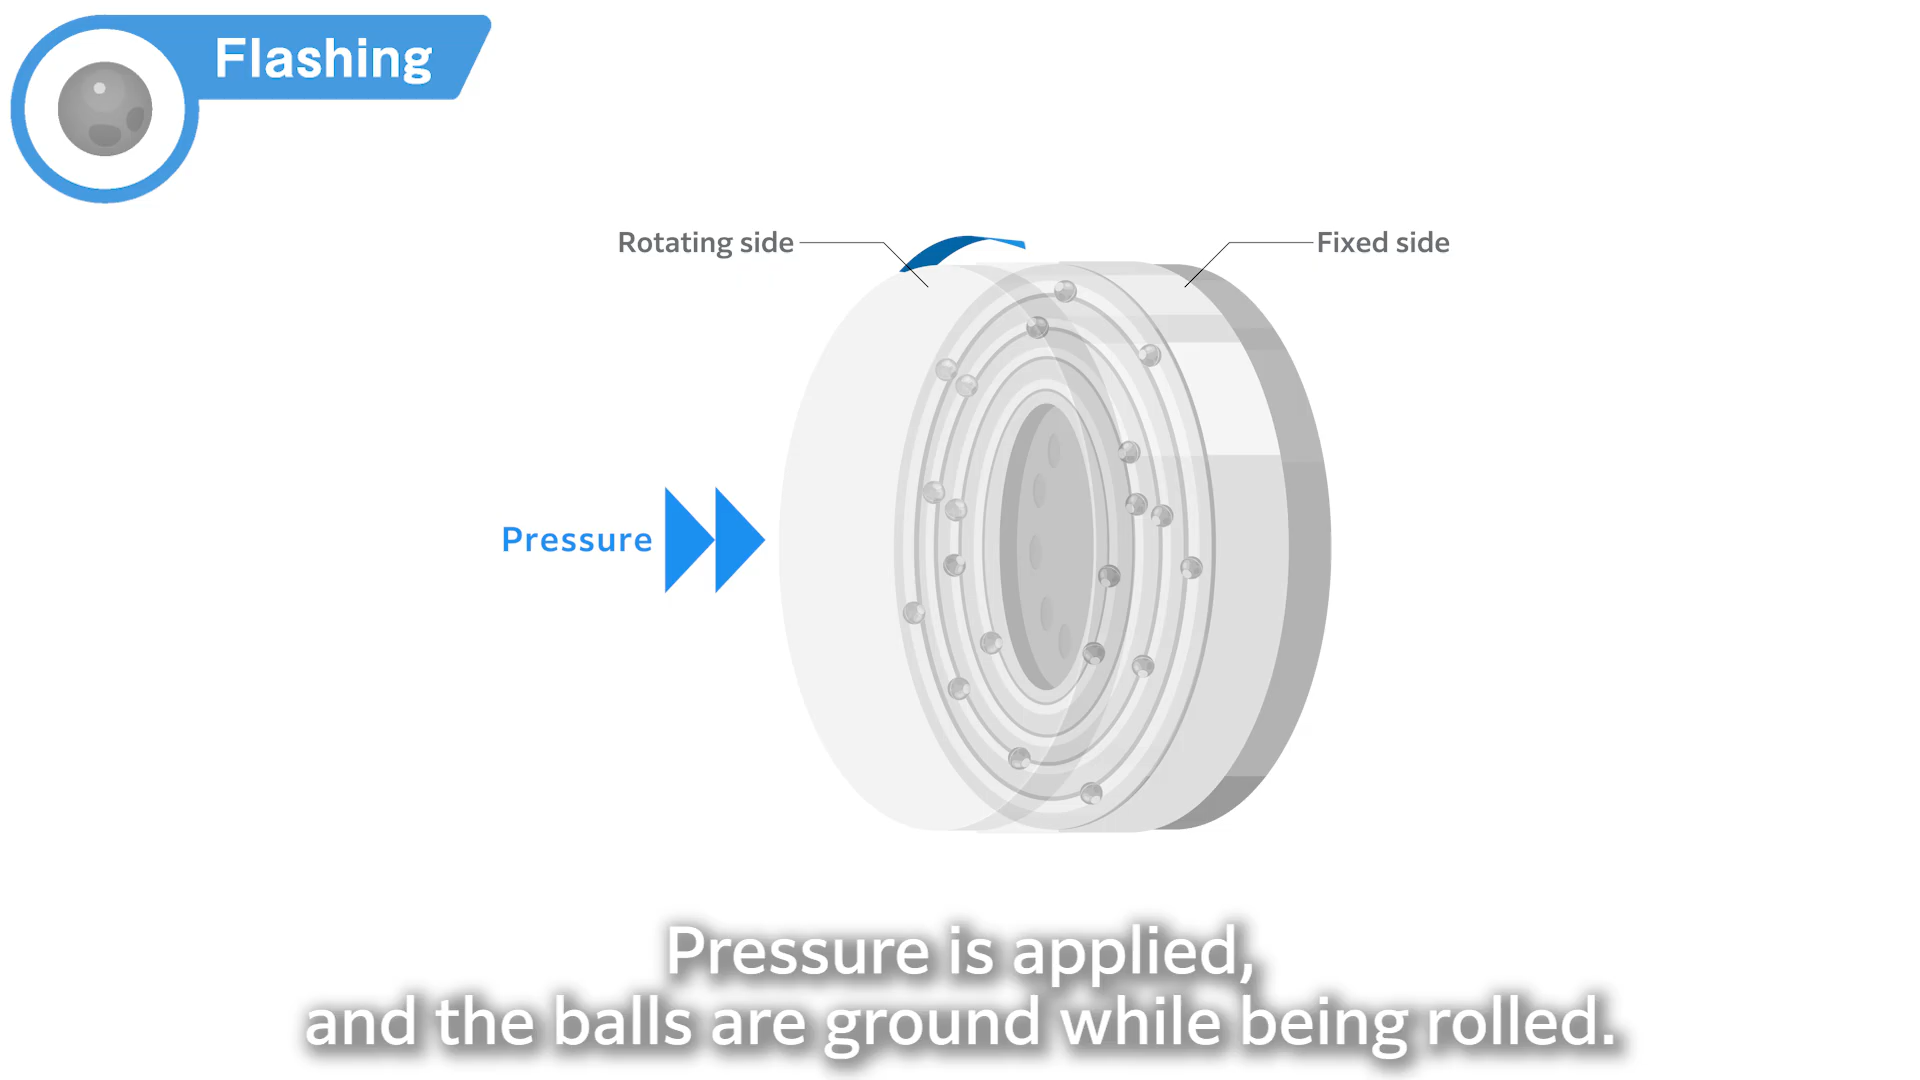 Flashing
Rotating side
Fixed side
Pressure
Pressure is applied,
and the balls are ground while being rolled.